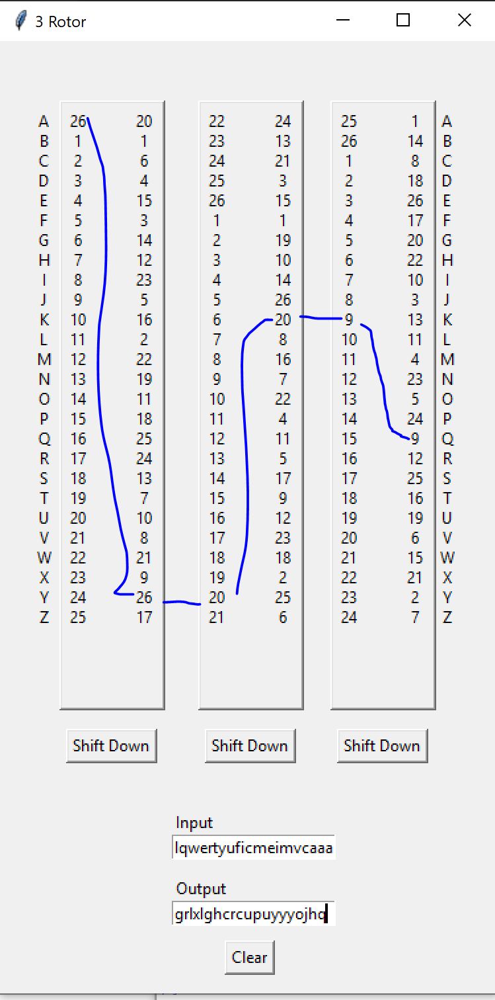 3 Rotor
A 26 20 22 24 25 1 A
B 1 1 23 13 26 14 B
C 2 6 24 21 1 8 C
D 3 4 25 3 2 18 D
E 4 15 26 15 3 26 E
F 5 3 1 1 4 17 F
G 6 14 2 19 5 20 G
H 7 12 3 10 6 22 H
I 8 23 4 14 7 10 I
J 9 5 5 26 8 3 J
K 10 16 6 20 9 13 K
L 11 2 7 8 10 11 L
M 12 22 8 16 11 4 M
N 13 19 9 7 12 23 N
O 14 11 10 22 13 5 O
P 15 18 11 4 14 24 P
Q 16 25 12 11 15 9 Q
R 17 24 13 5 16 12 R
S 18 13 14 17 17 25 S
T 19 7 15 9 18 16 T
U 20 10 16 12 19 19 U
V 21 8 17 23 20 6 V
W 22 21 18 18 21 15 W
X 23 9 19 2 22 21 X
Y 24 26 20 25 23 2 Y
Z 25 17 21 6 24 7 Z
Shift Down Shift Down Shift Down
Input
lqwertyuficmeimvcaaa
Output
grlxlghcrcupuyyyojhq
Clear